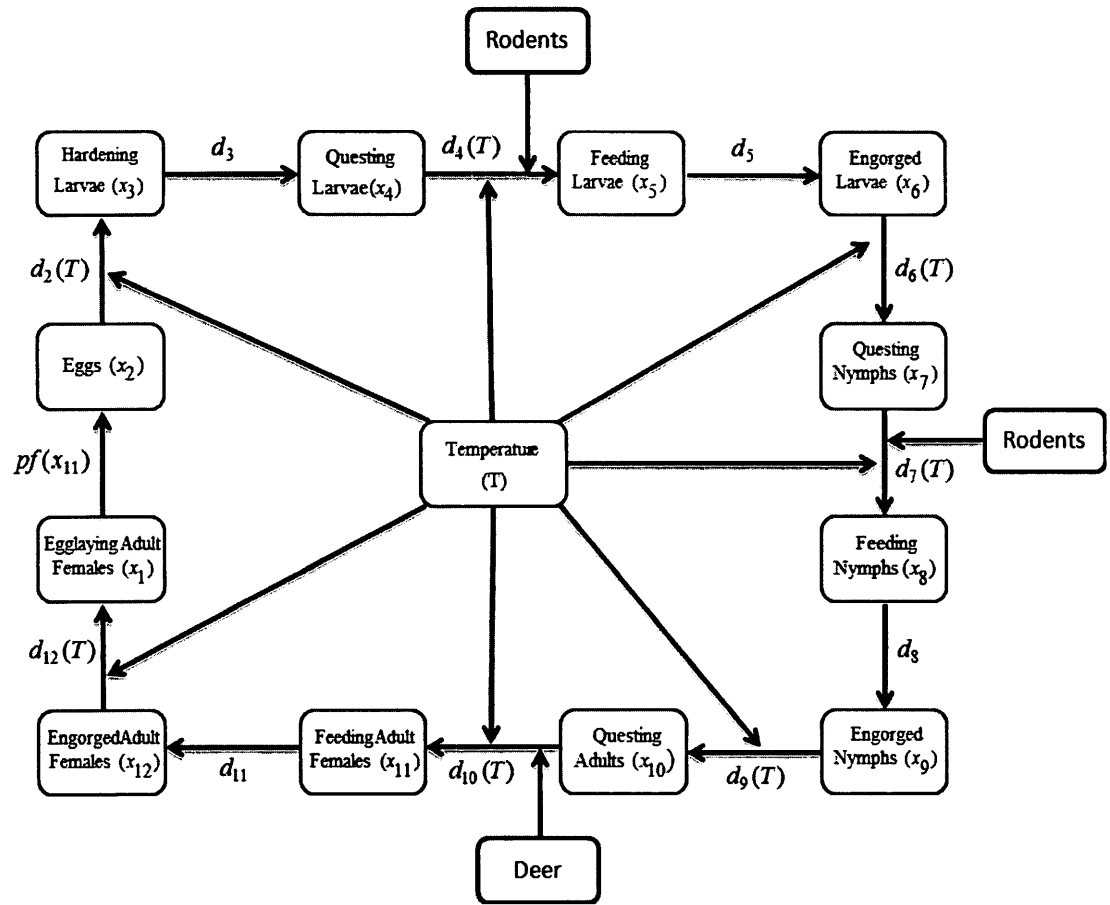 Rodents
Hardening
Larvae (x3)
d3
Questing
Larvae(x4)
d4(T)
Feeding
Larvae (x5)
d5
Engorged
Larvae (x6)
d2(T)
d6(T)
Eggs (x2)
Questing
Nymphs (x7)
Temperature
(T)
Rodents
pf(x11)
d7(T)
Egglaying Adult
Females (x1)
Feeding
Nymphs (x8)
d12(T)
d8
Engorged Adult
Females (x12)
d11
Feeding Adult
Females (x11)
d10(T)
Questing
Adults (x10)
d9(T)
Engorged
Nymphs (x9)
Deer